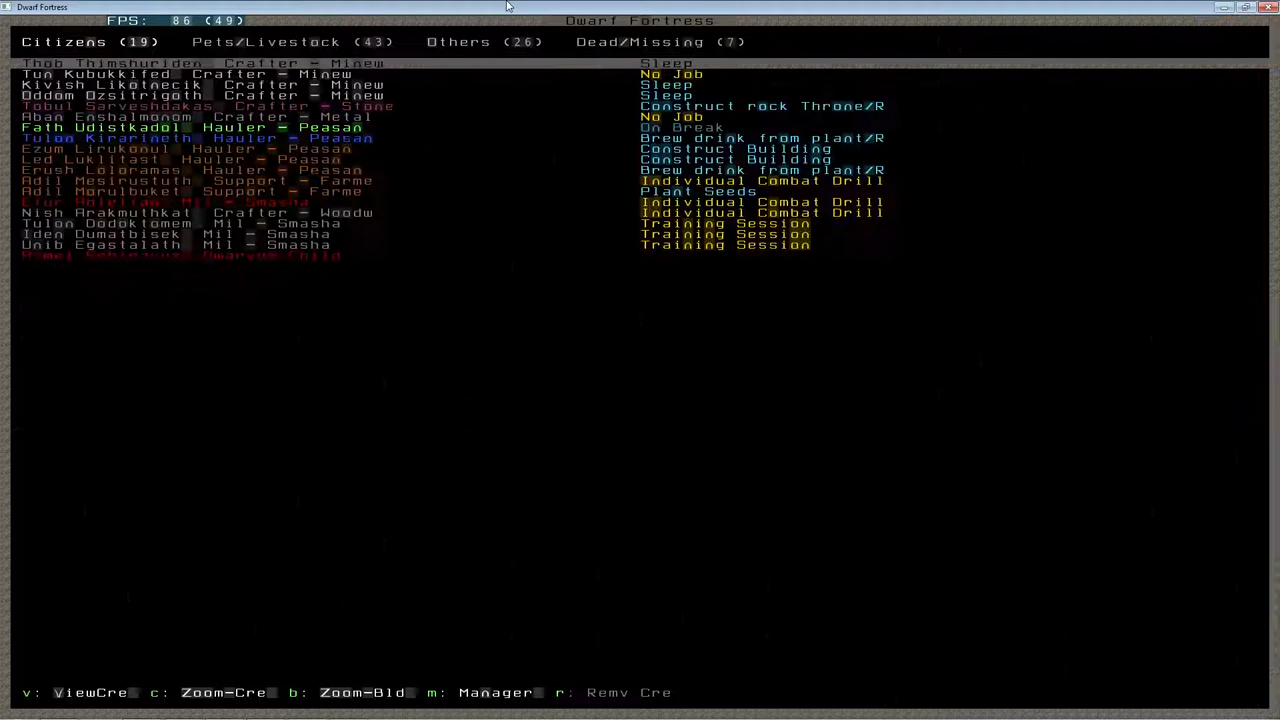 Dwarf Fortress
FPS: 86 (49) Dwarf Fortress
Citizens (19) Pets/Livestock (43) Others (26) Dead/Missing (7)
Thob Thimshuriden Crafter - Minew Sleep
Tun Kubukkifed Crafter - Minew No Job
Kivish Likotnecik Crafter - Minew Sleep
Oddom Ozsitrigoth Crafter - Minew Sleep
Tobul Sarveshdakas Crafter - Stone Construct rock Throne/R
Aban Enshalmonom Crafter - Metal No Job
Fath Udistkadol Hauler - Peasan On Break
Tulon Kirarineth Hauler - Peasan Brew drink from plant/R
Ezum Lirukonul Hauler - Peasan Construct Building
Led Luklitast Hauler - Peasan Construct Building
Erush Loloramas Hauler - Peasan Brew drink from plant/R
Adil Mesirustuth Support - Farme Individual Combat Drill
Adil Morulbuket Support - Farme Plant Seeds
Mil - Smasha Individual Combat Drill
Nish Arakmuthkat Crafter - Woodw Individual Combat Drill
Tulon Dodoktomem Mil - Smasha Training Session
Iden Dumatbisek Mil - Smasha Training Session
Unib Egastalath Mil - Smasha Training Session
Dwarven Child
v: ViewCre c: Zoom-Cre b: Zoom-Bld m: Manager r: Remv Cre